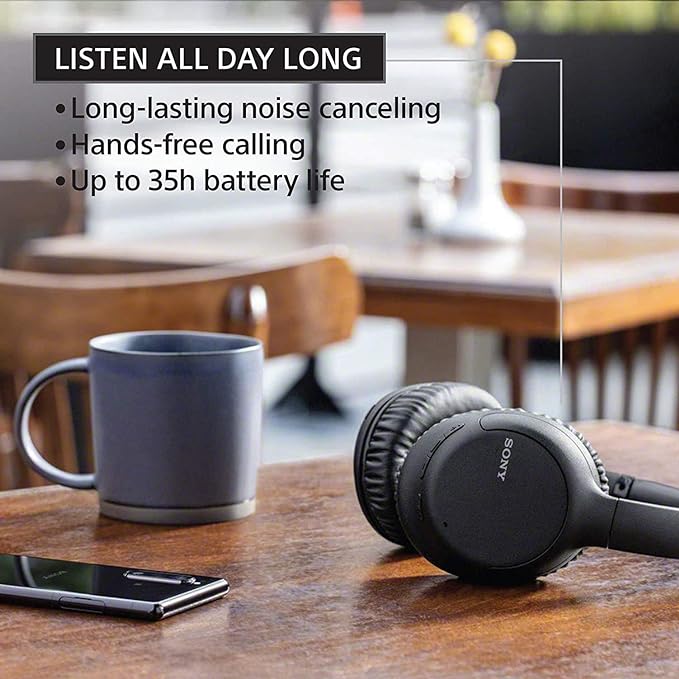 LISTEN ALL DAY LONG
•Long-lasting noise canceling
•Hands-free calling
•Up to 35h battery life
SONY